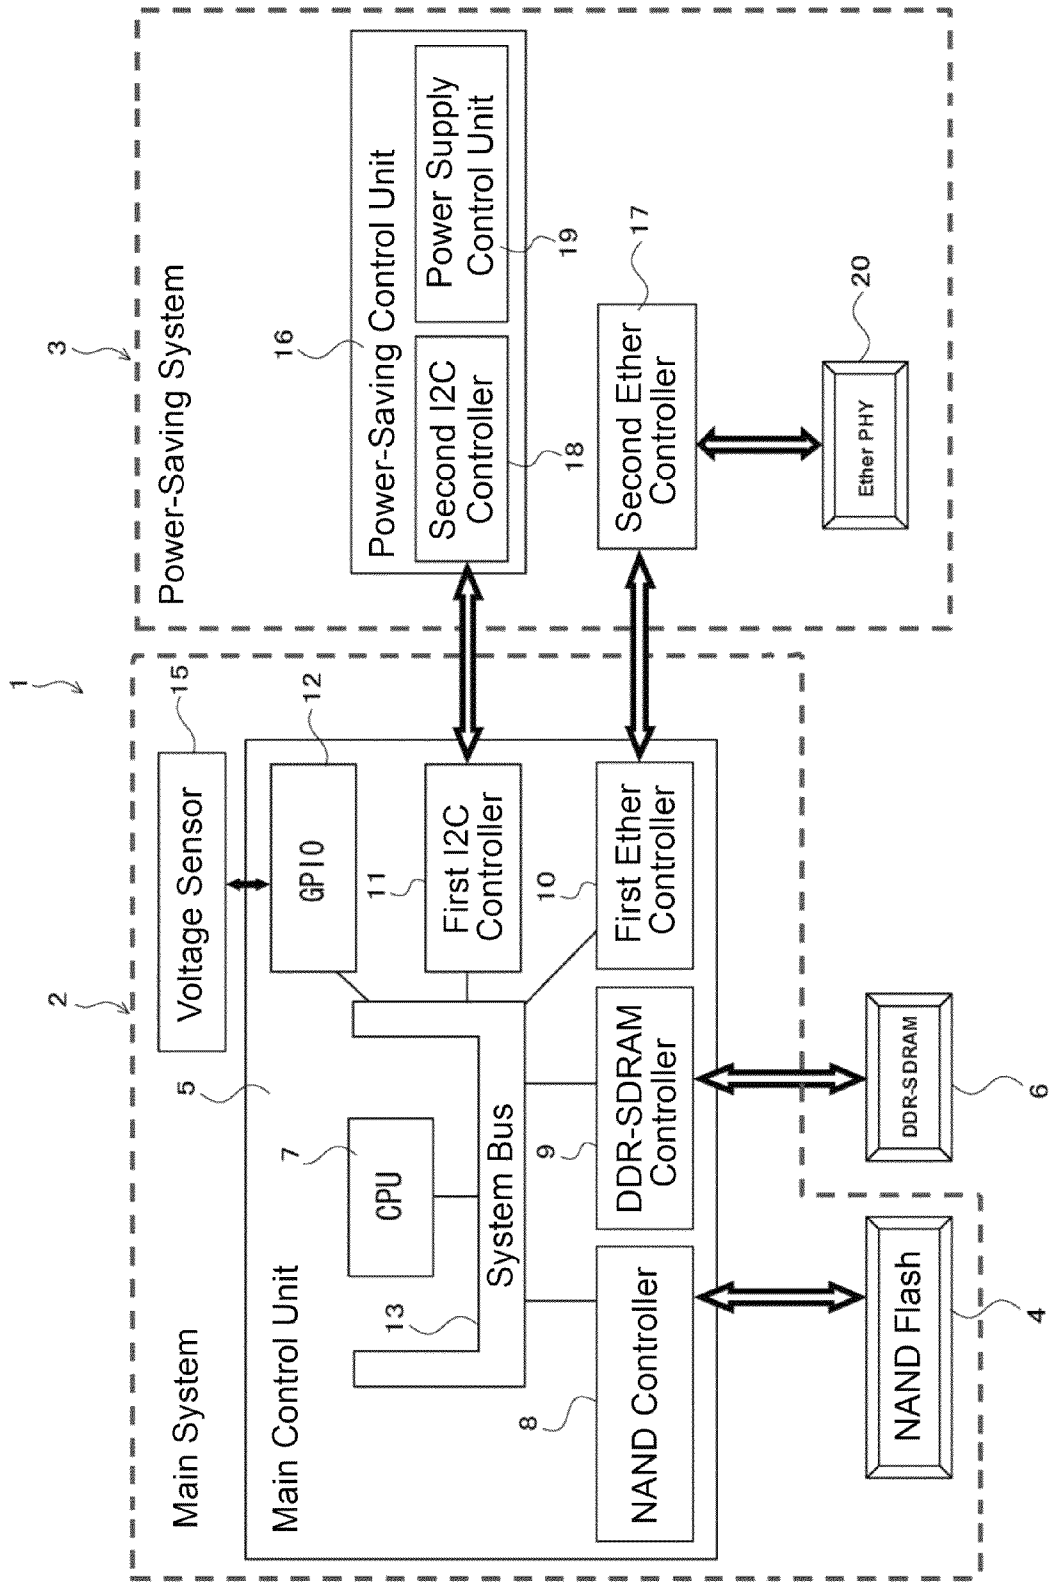 1
2
3
Main System
Power-Saving System
Voltage Sensor
15
Main Control Unit
5
GPIO
12
CPU
7
System Bus
13
First I2C
Controller
11
First Ether
Controller
10
DDR-SDRAM
Controller
9
NAND Controller
8
NAND Flash
4
DDR-SDRAM
6
Power-Saving Control Unit
16
Second I2C
Controller
18
Power Supply
Control Unit
19
Second Ether
Controller
17
Ether PHY
20